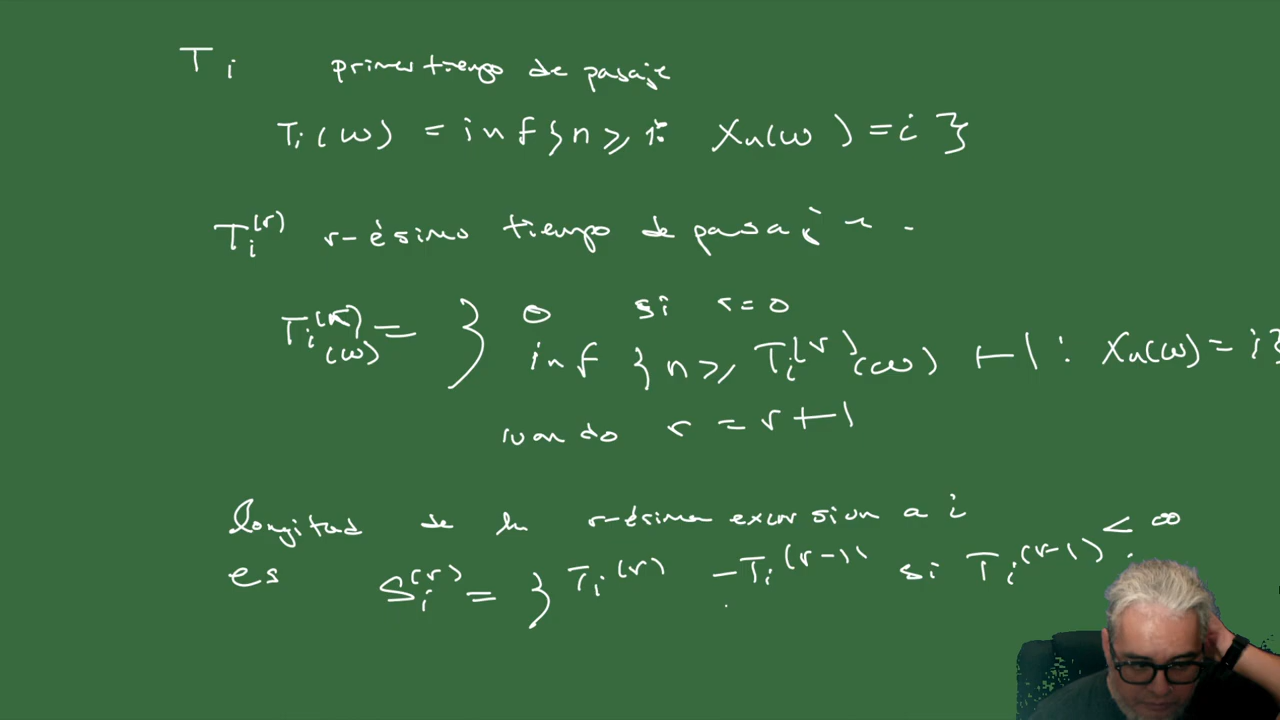 T_i primer tiempo de pasaje
T_i(ω) = inf { n ≥ 1: X_n(ω) = i }
T_i^(r) r-ésimo tiempo de pasaje
T_i^(r)(ω) = { 0 si r = 0
inf { n ≥ T_i^(r)(ω) + 1 : X_n(ω) = i }
cuando r = r + 1
longitud de la r-ésima excursion a i
es S_i^(r) = { T_i^(r) - T_i^(r-1) si T_i^(r-1) < ∞